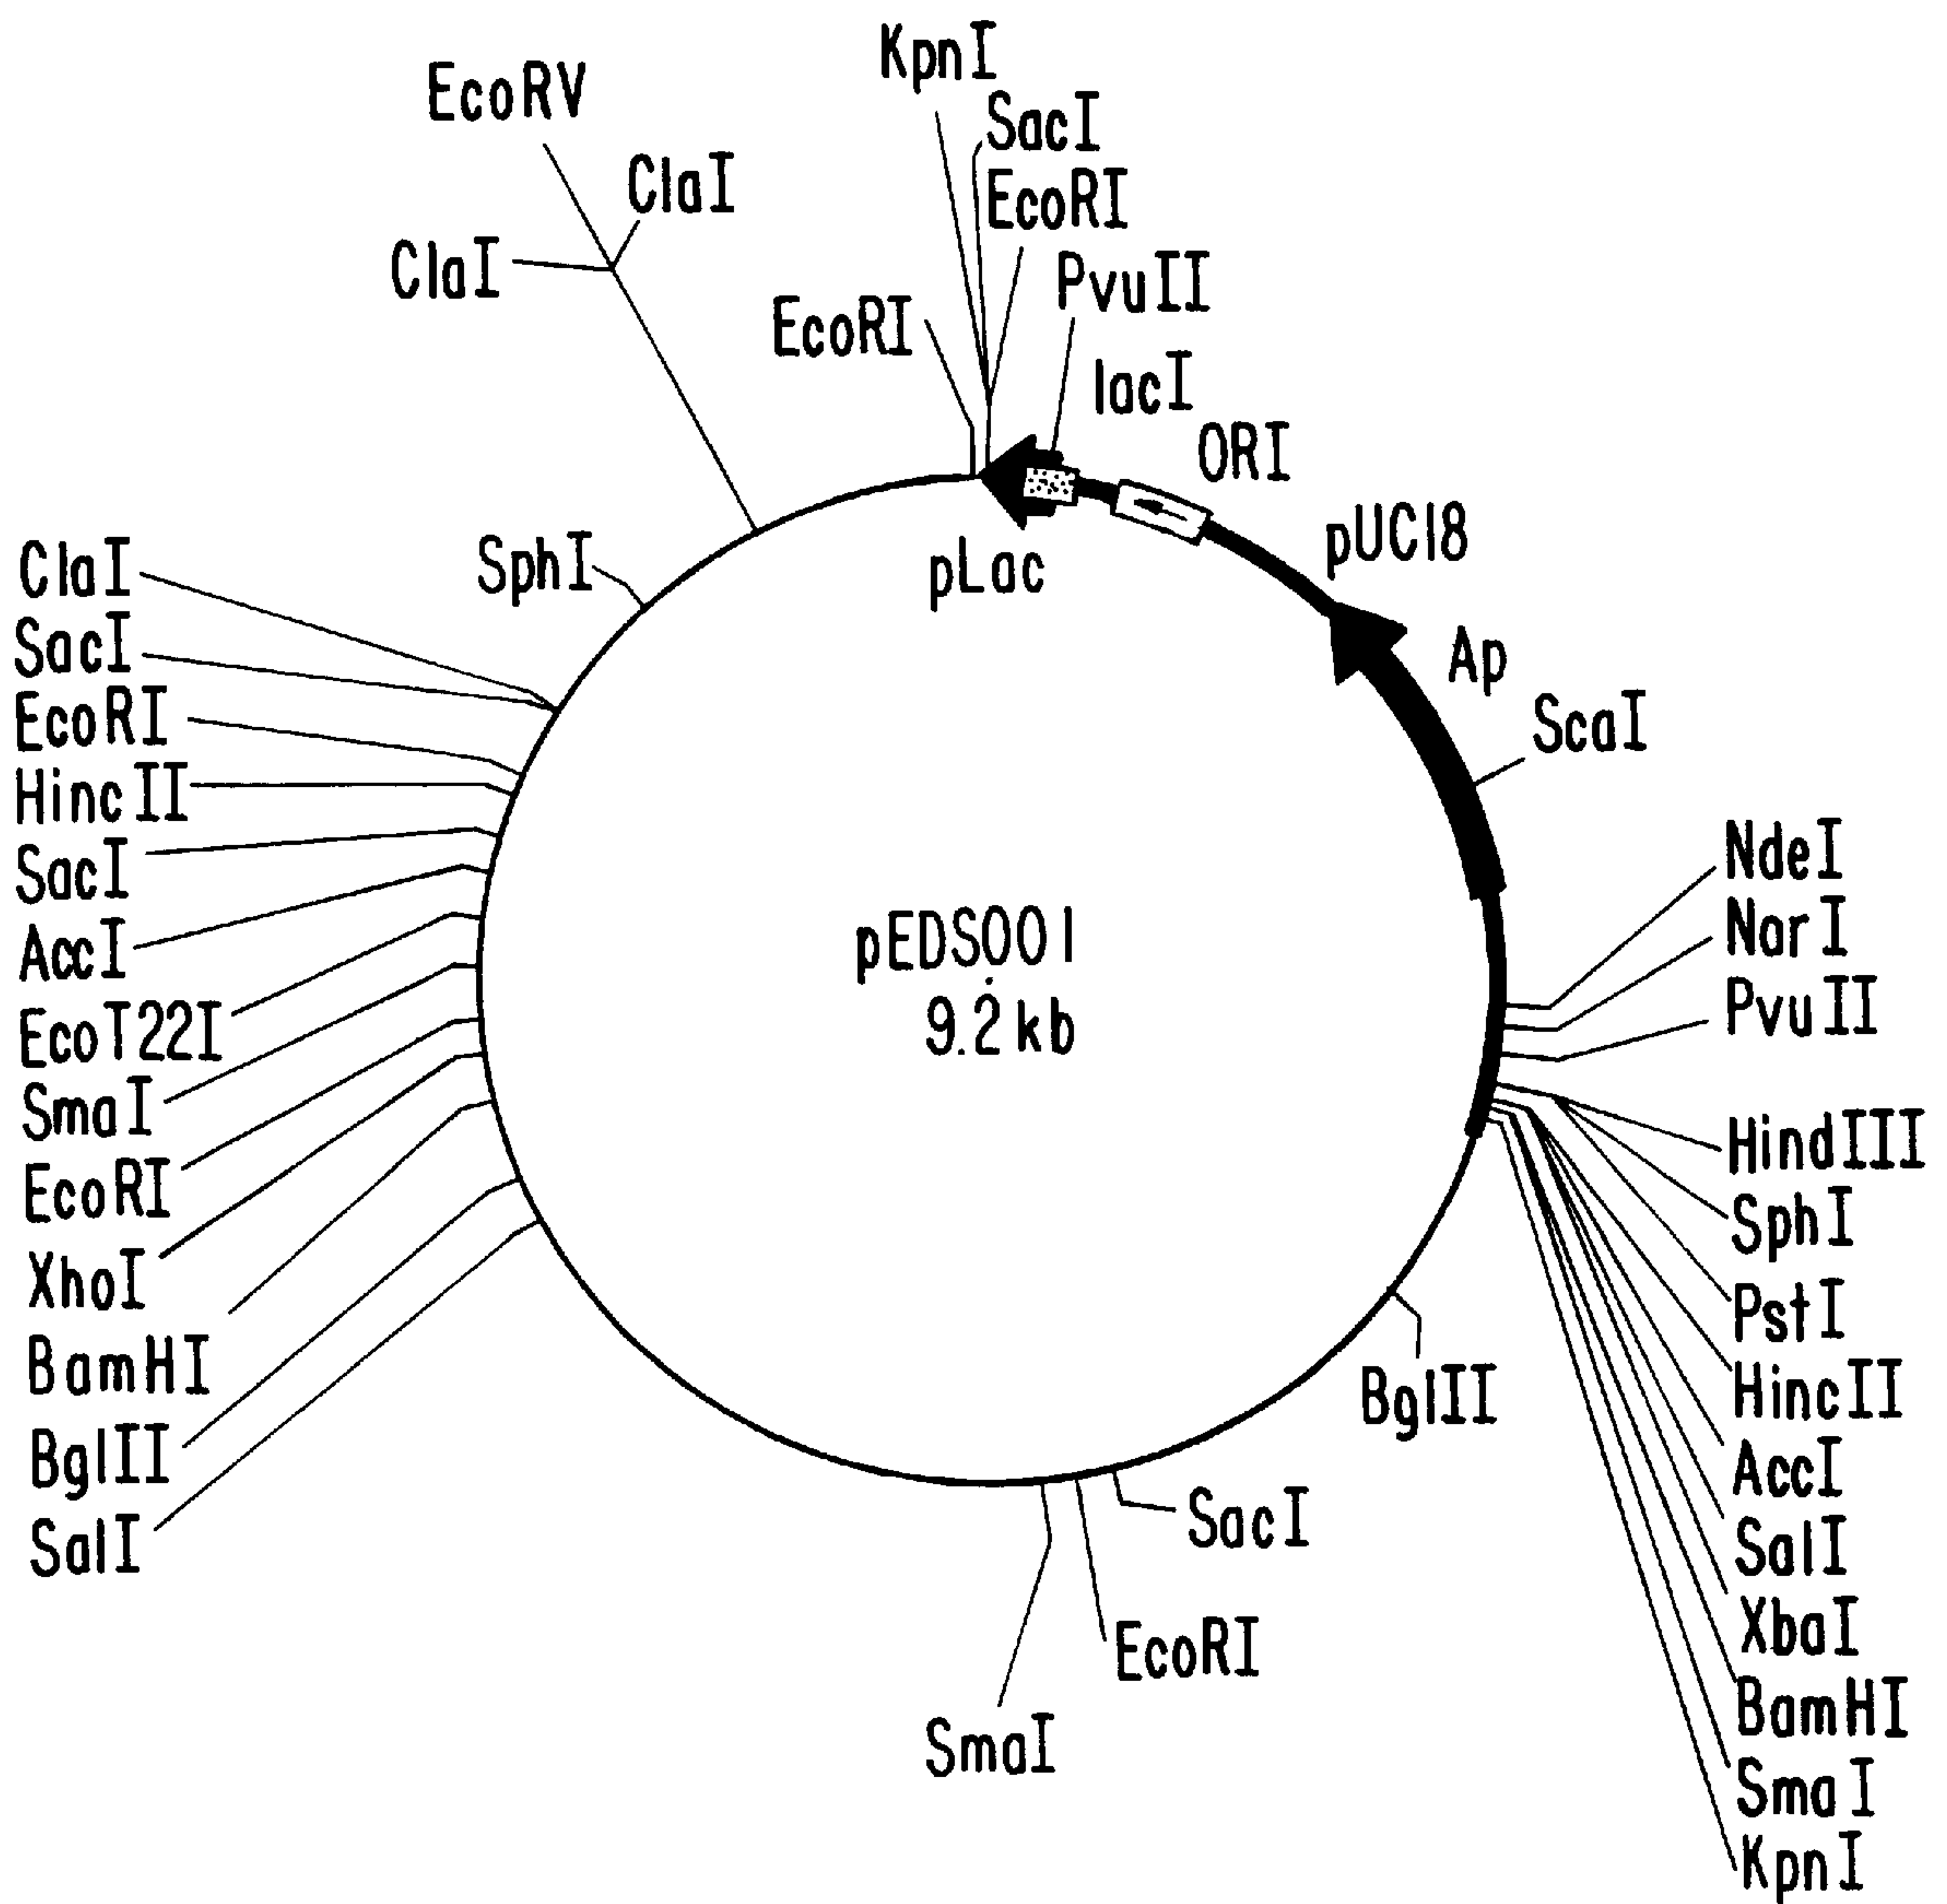 KpnI
EcoRV
SacI
ClaI
EcoRI
ClaI
PvuII
EcoRI
lacI
ORI
pUC18
SphI
pLac
ClaI
SacI
Ap
EcoRI
ScaI
HincII
SacI
NdeI
AccI
pEDS001
NarI
9.2kb
PvuII
EcoT22I
SmaI
HindIII
EcoRI
SphI
XhoI
PstI
BamHI
BglII
HincII
BglII
AccI
SalI
SacI
SalI
EcoRI
XbaI
SmaI
BamHI
SmaI
KpnI